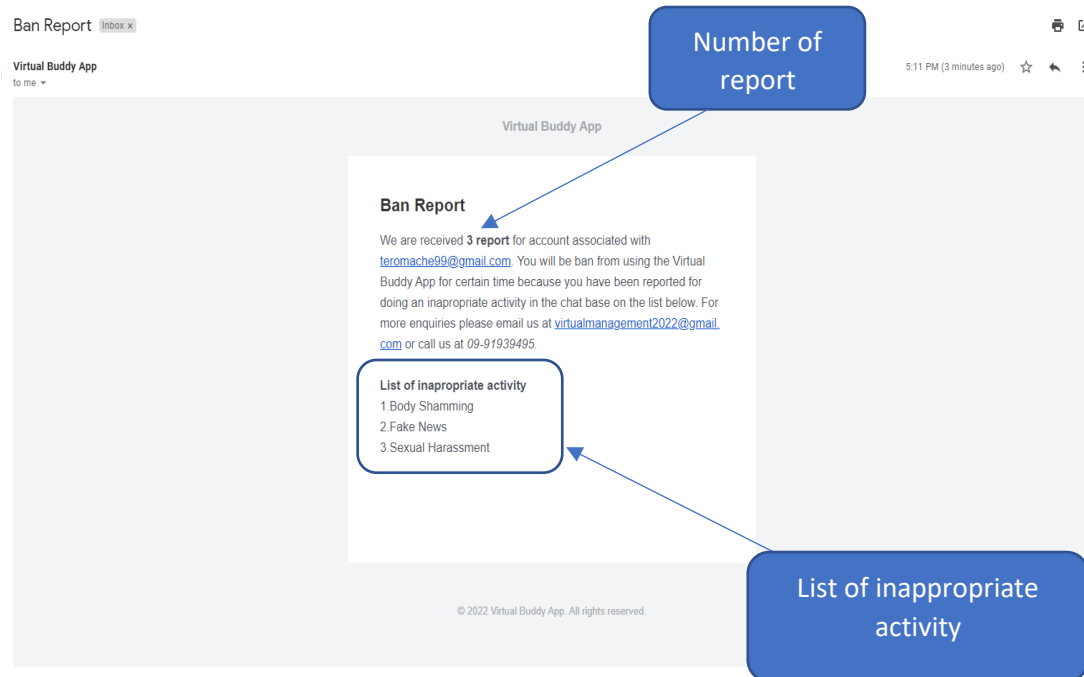 Ban Report Inbox x
Number of
report
Virtual Buddy App
to me
5:11 PM (3 minutes ago)
Virtual Buddy App
Ban Report
We are received 3 report for account associated with
teromache99@gmail.com. You will be ban from using the Virtual
Buddy App for certain time because you have been reported for
doing an inapropriate activity in the chat base on the list below. For
more enquiries please email us at virtualmanagement2022@gmail.
com or call us at 09-91939495.
List of inapropriate activity
1.Body Shamming
2.Fake News
3.Sexual Harassment
List of inappropriate
activity
© 2022 Virtual Buddy App. All rights reserved.